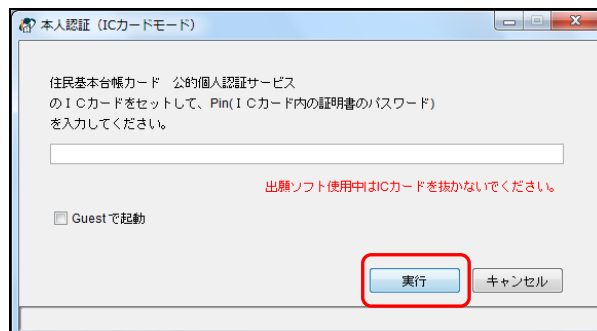 本人認証（ICカードモード）
住民基本台帳カード　公的個人認証サービス
のＩＣカードをセットして、Pin(ＩＣカード内の証明書のパスワード)
を入力してください。
出願ソフト使用中はICカードを抜かないでください。
Guestで起動
実行
キャンセル